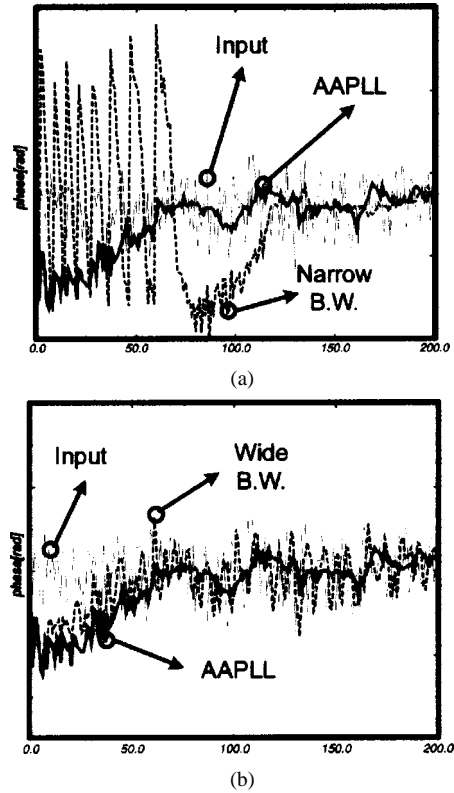 Input
AAPLL
phase[rad]
Narrow
B.W.
0.0 50.0 100.0 150.0 200.0
(a)
Input
Wide
B.W.
phase[rad]
AAPLL
0.0 50.0 100.0 150.0 200.0
(b)